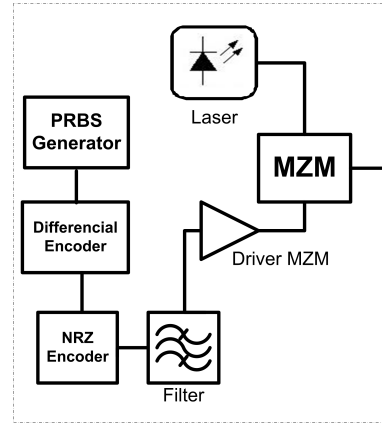 Laser
PRBS
Generator
MZM
Differencial
Encoder
Driver MZM
NRZ
Encoder
Filter